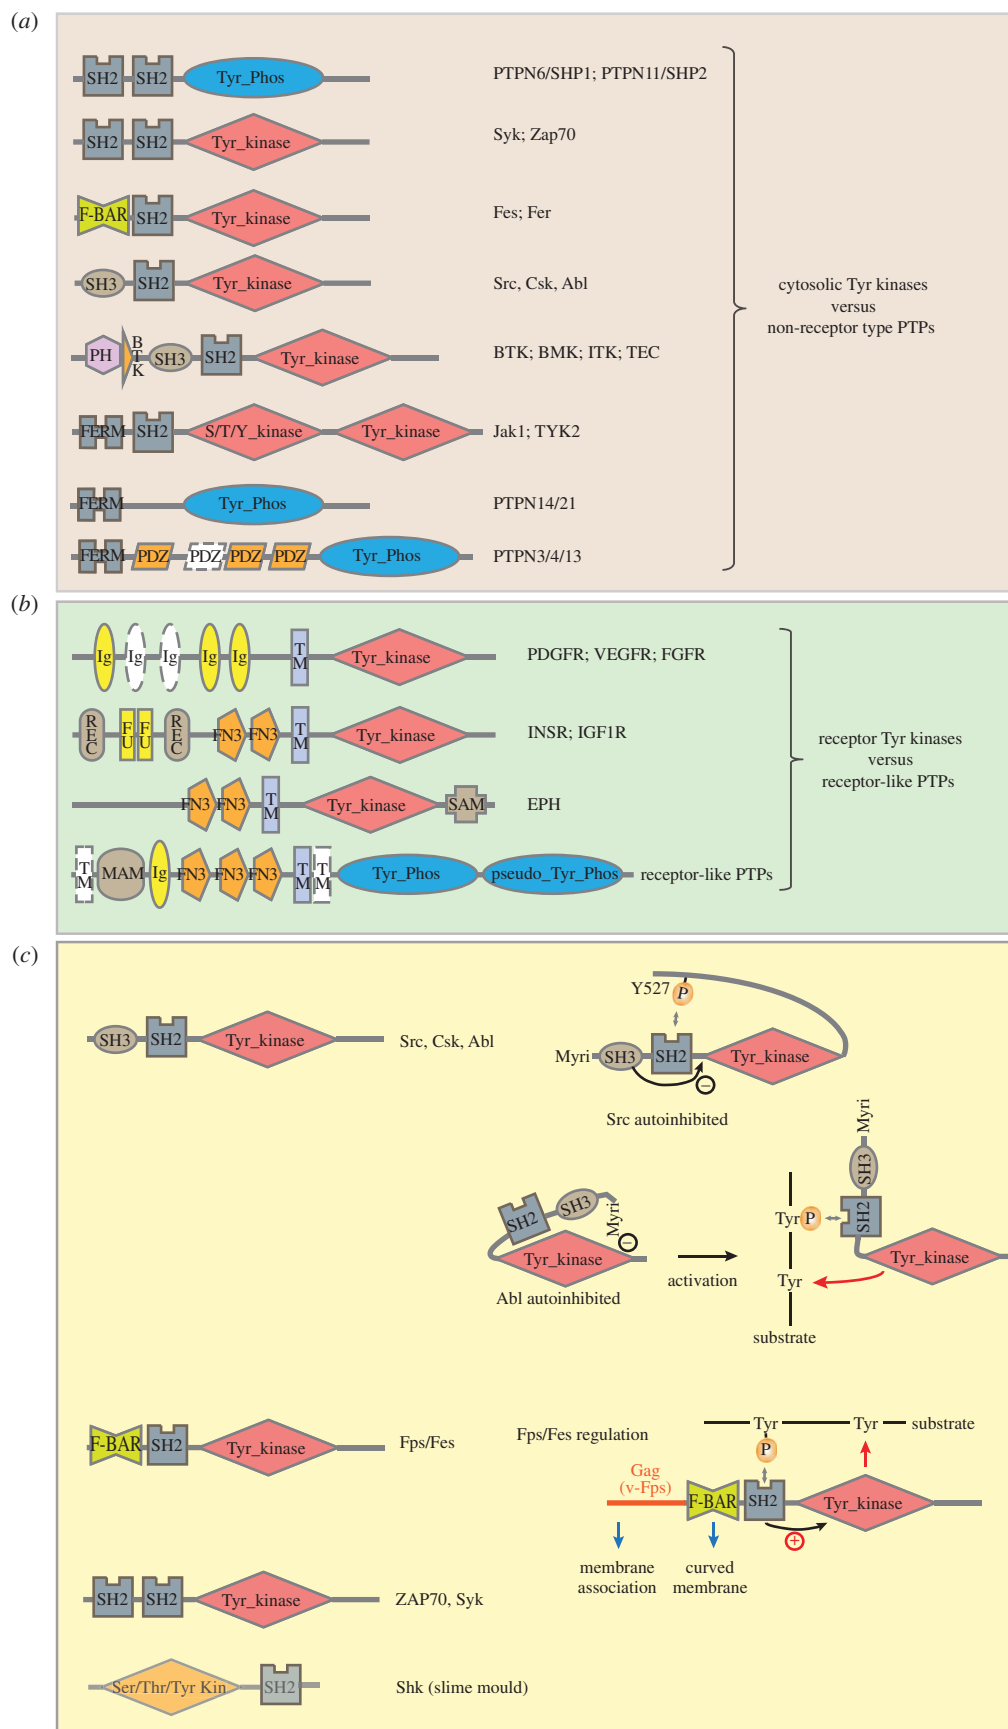 (a)
SH2 SH2 Tyr_Phos PTPN6/SHP1; PTPN11/SHP2
SH2 SH2 Tyr_kinase Syk; Zap70
F-BAR SH2 Tyr_kinase Fes; Fer
SH3 SH2 Tyr_kinase Src, Csk, Abl
cytosolic Tyr kinases
versus
non-receptor type PTPs
PH BTK SH3 SH2 Tyr_kinase BTK; BMK; ITK; TEC
FERM SH2 S/T/Y_kinase Tyr_kinase Jak1; TYK2
FERM Tyr_Phos PTPN14/21
FERM PDZ PDZ PDZ PDZ Tyr_Phos PTPN3/4/13
(b)
Ig Ig Ig Ig Ig TM Tyr_kinase PDGFR; VEGFR; FGFR
REC FU FU REC FN3 FN3 TM Tyr_kinase INSR; IGF1R
receptor Tyr kinases
versus
receptor-like PTPs
FN3 FN3 TM Tyr_kinase SAM EPH
TM MAM Ig FN3 FN3 FN3 TM TM Tyr_Phos pseudo_Tyr_Phos receptor-like PTPs
(c)
SH3 SH2 Tyr_kinase Src, Csk, Abl
Y527 P
Myri SH3 SH2 Tyr_kinase
−
Src autoinhibited
Myri
SH3
SH2
SH2 SH3 Myri
−
Tyr_kinase
Abl autoinhibited
activation
Tyr P
Tyr_kinase
Tyr
substrate
F-BAR SH2 Tyr_kinase Fps/Fes
Fps/Fes regulation
Tyr Tyr substrate
P
Gag
(v-Fps)
F-BAR SH2 Tyr_kinase
+
membrane
association
curved
membrane
SH2 SH2 Tyr_kinase ZAP70, Syk
Ser/Thr/Tyr Kin SH2 Shk (slime mould)